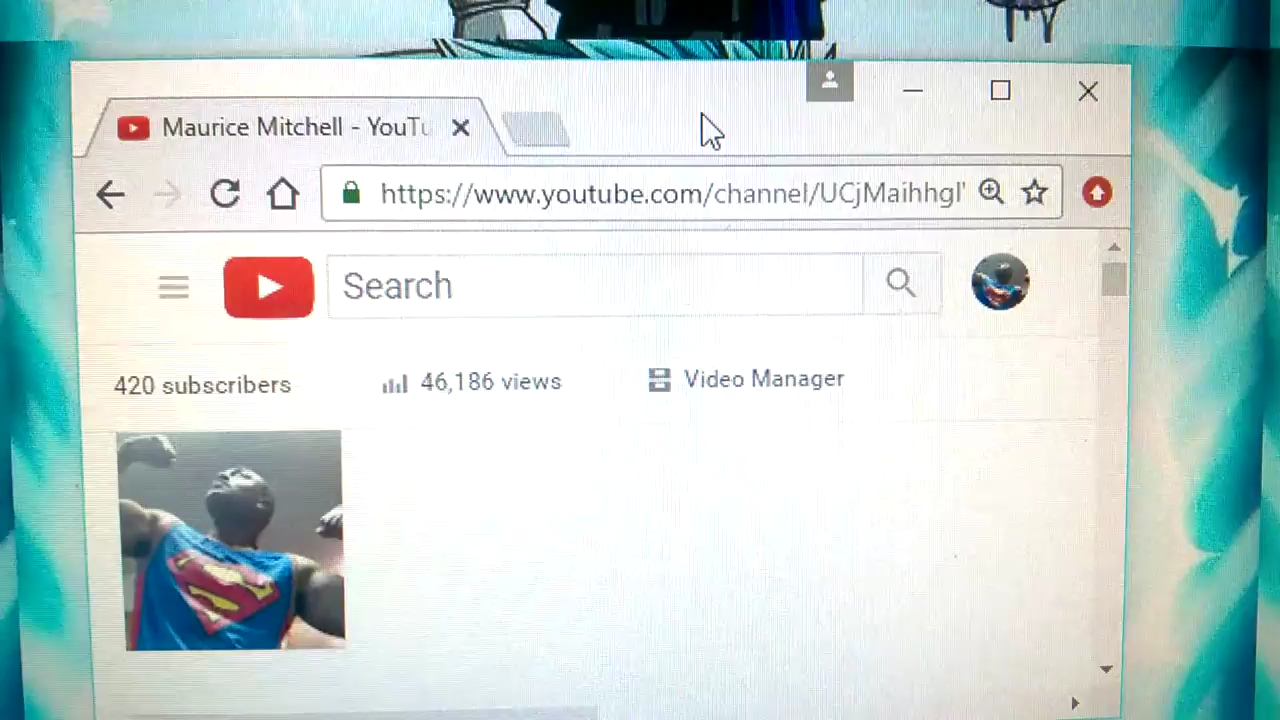 Maurice Mitchell - YouTu
https://www.youtube.com/channel/UCjMaihhgl
Search
420 subscribers
46,186 views
Video Manager